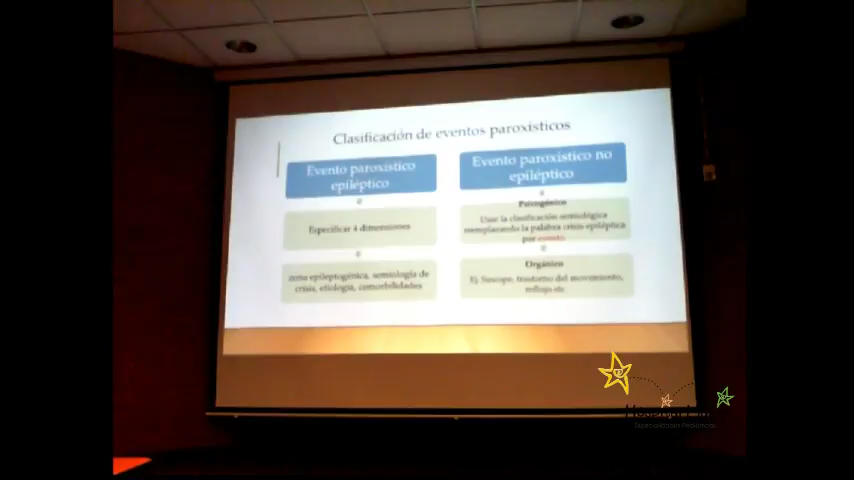 Clasificación de eventos paroxísticos
Evento paroxístico
epiléptico
Especificar 4 dimensiones
zona epileptogénica, semiología de
crisis, etiología, comorbilidades
Evento paroxístico no
epiléptico
Psicogénico
Usar la clasificación semiológica
reemplazando la palabra crisis epiléptica
por evento
Orgánico
Ej. Síncope, trastorno del movimiento,
reflujo etc
Especialidades Pediátricas